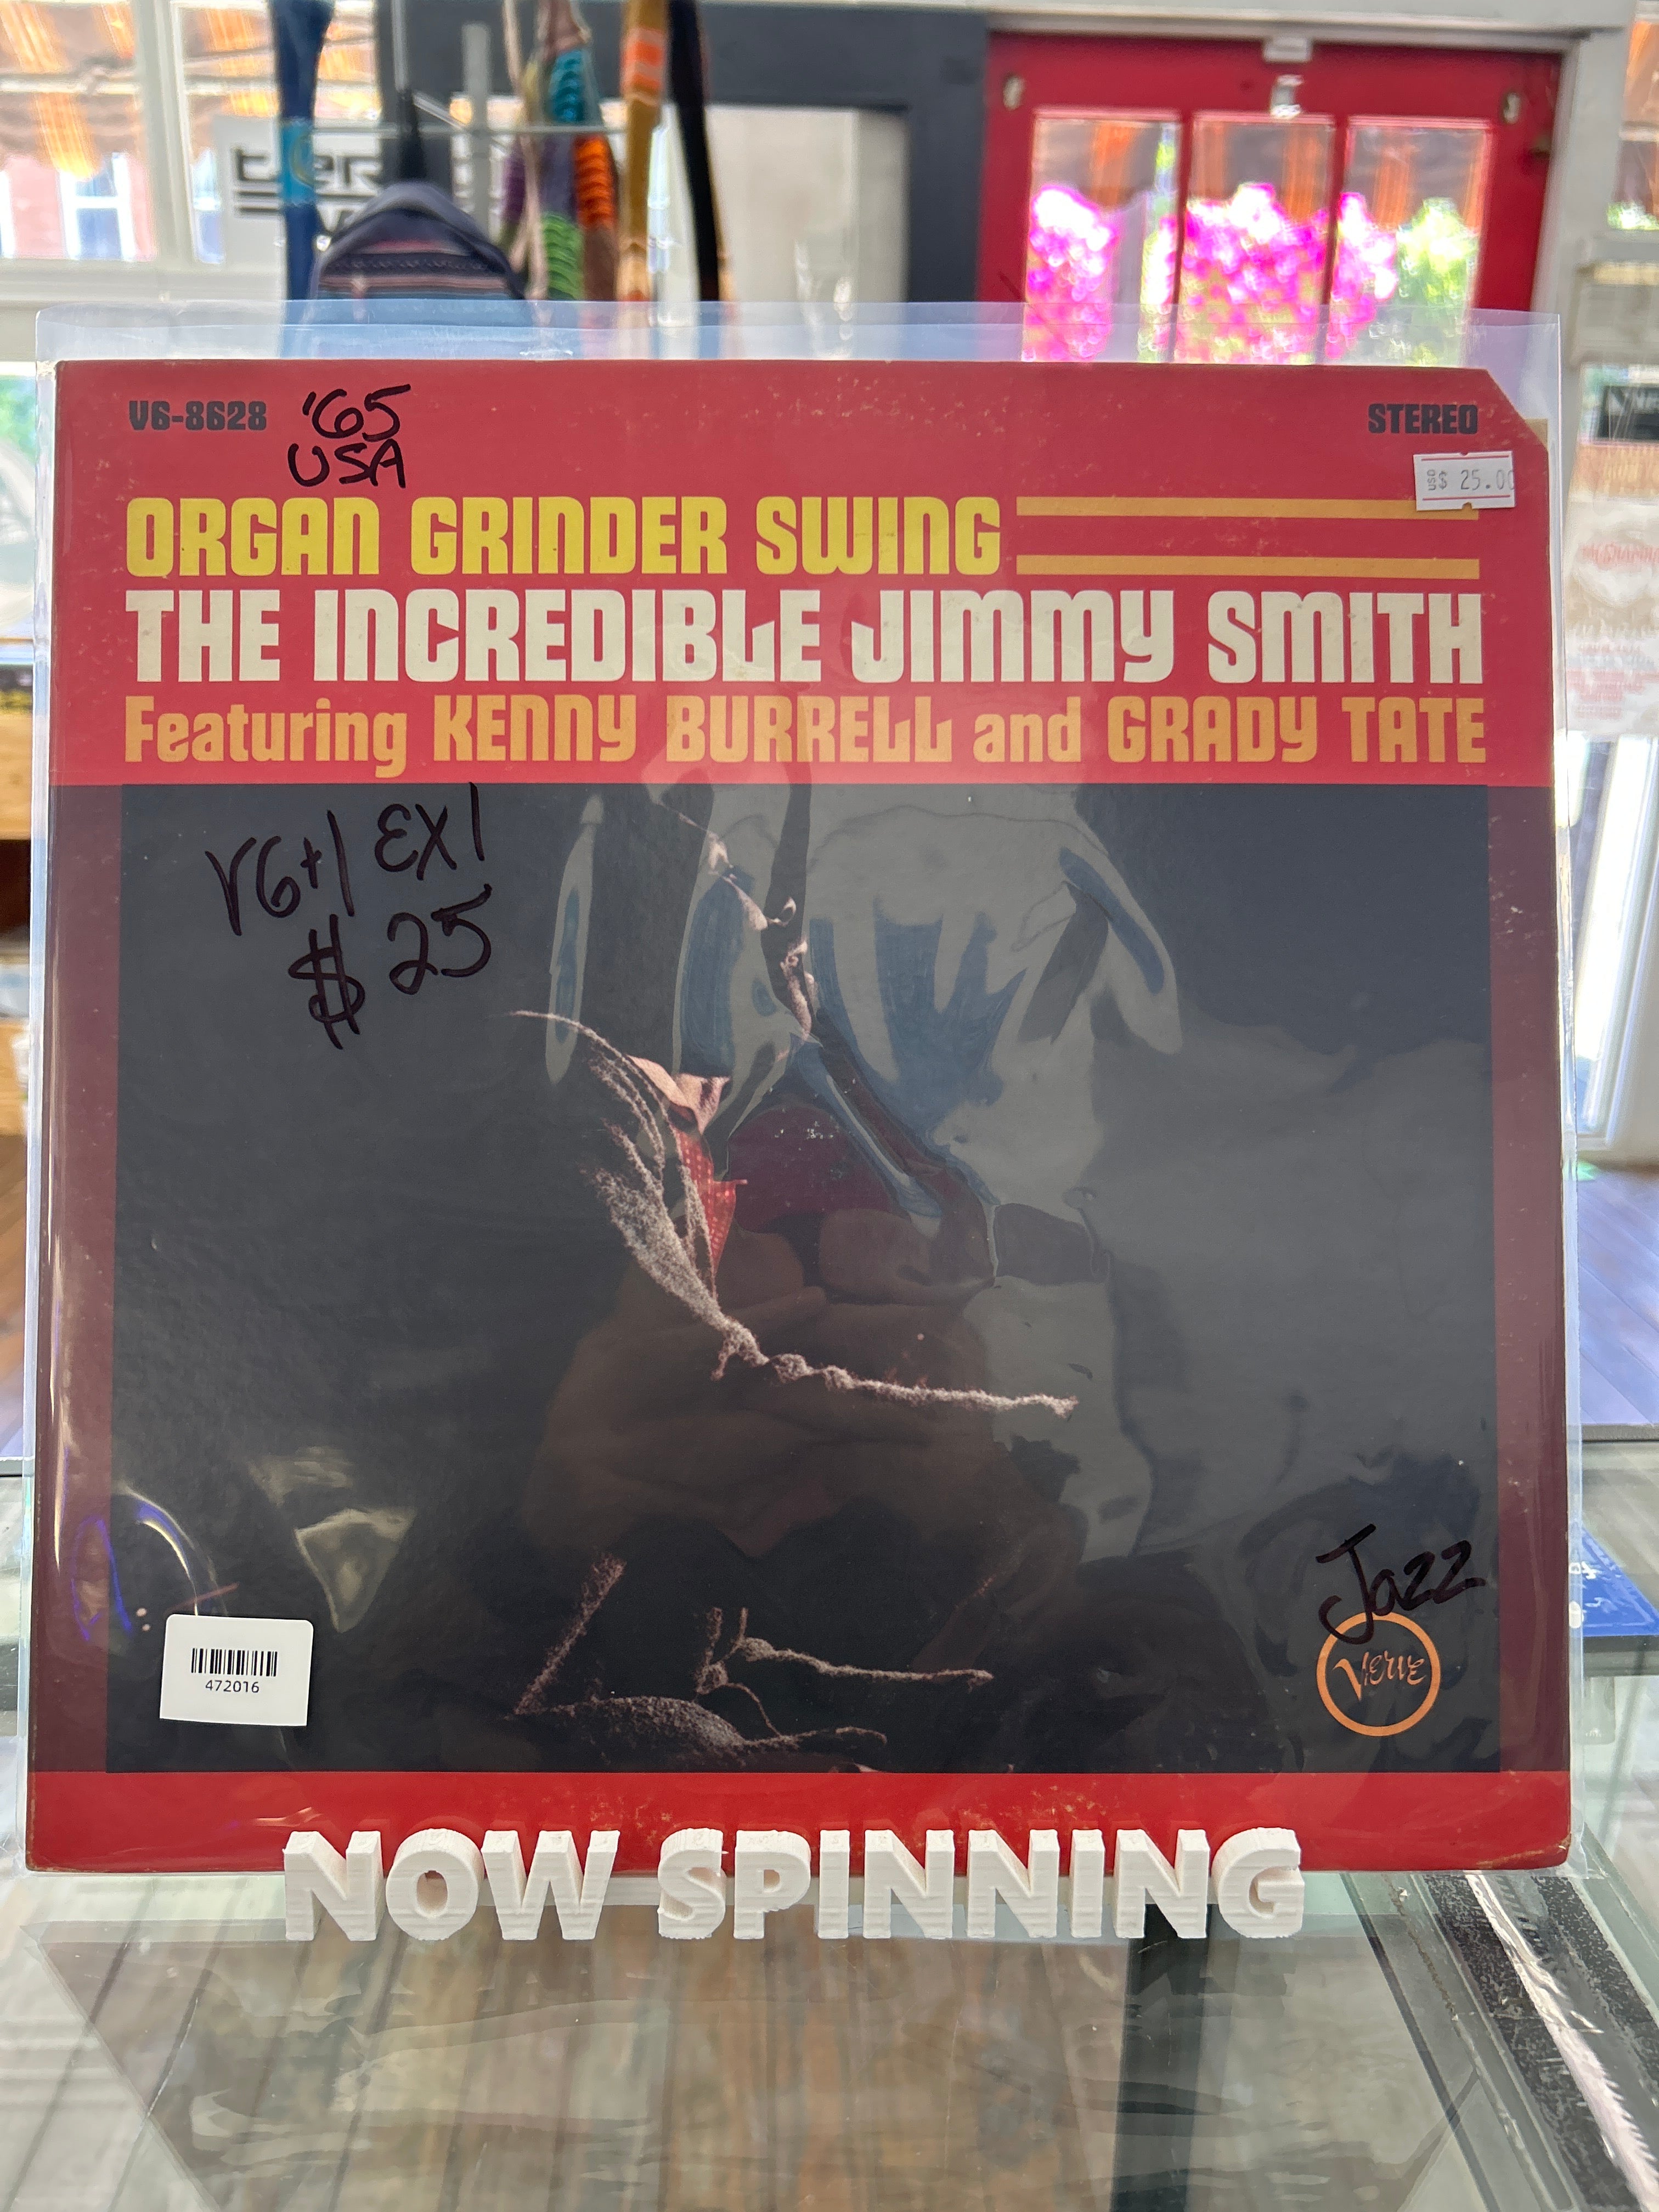 V6-8628
'65
USA
STEREO
US$ 25.00
ORGAN GRINDER SWING
THE INCREDIBLE JIMMY SMITH
Featuring KENNY BURRELL and GRADY TATE
VG+/EX/
$25
Jazz
VERVE
472016
NOW SPINNING